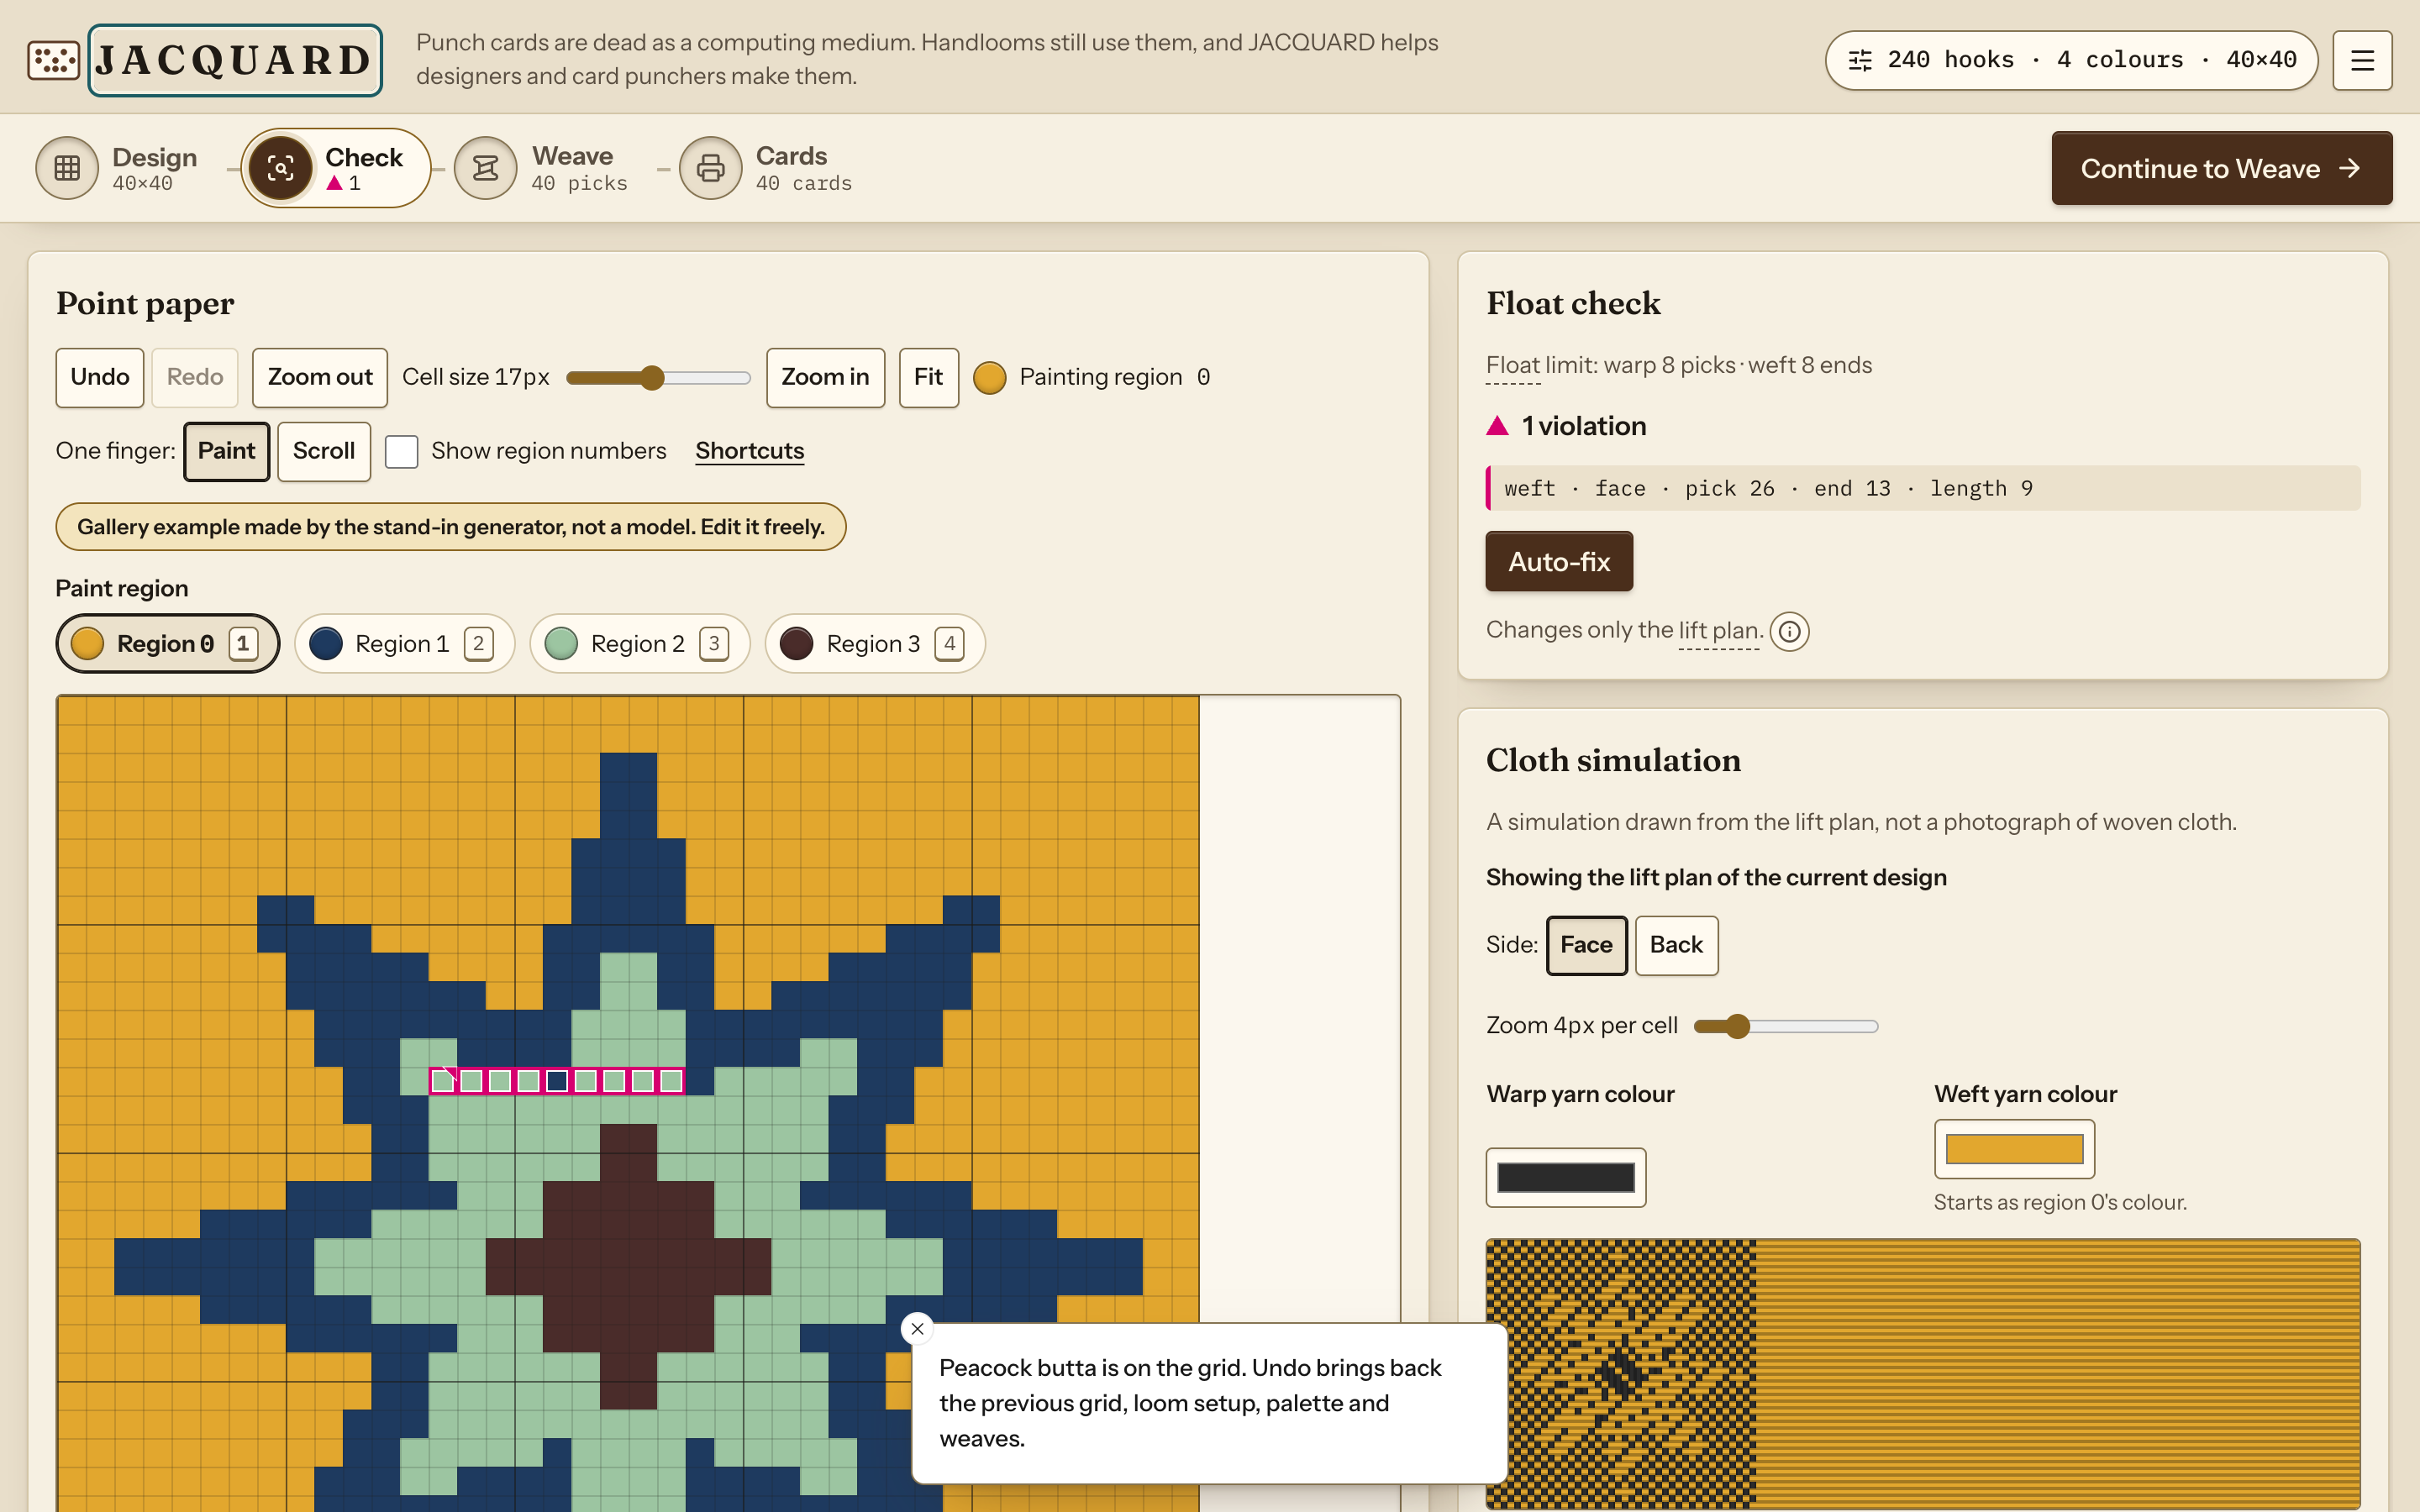 JACQUARD
Punch cards are dead as a computing medium. Handlooms still use them, and JACQUARD helps
designers and card punchers make them.
240 hooks · 4 colours · 40×40
Design
40×40
Check
1
Weave
40 picks
Cards
40 cards
Continue to Weave
Point paper
Undo
Redo
Zoom out
Cell size 17px
Zoom in
Fit
Painting region 0
One finger:
Paint
Scroll
Show region numbers
Shortcuts
Gallery example made by the stand-in generator, not a model. Edit it freely.
Paint region
Region 0 1
Region 1 2
Region 2 3
Region 3 4
Float check
Float limit: warp 8 picks · weft 8 ends
1 violation
weft · face · pick 26 · end 13 · length 9
Auto-fix
Changes only the lift plan.
Cloth simulation
A simulation drawn from the lift plan, not a photograph of woven cloth.
Showing the lift plan of the current design
Side:
Face
Back
Zoom 4px per cell
Warp yarn colour
Weft yarn colour
Starts as region 0's colour.
Peacock butta is on the grid. Undo brings back
the previous grid, loom setup, palette and
weaves.